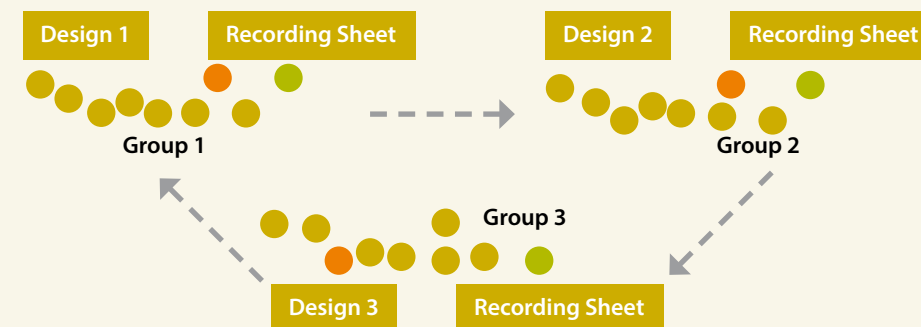 Design 1
Recording Sheet
Design 2
Recording Sheet
Group 1
Group 2
Group 3
Design 3
Recording Sheet